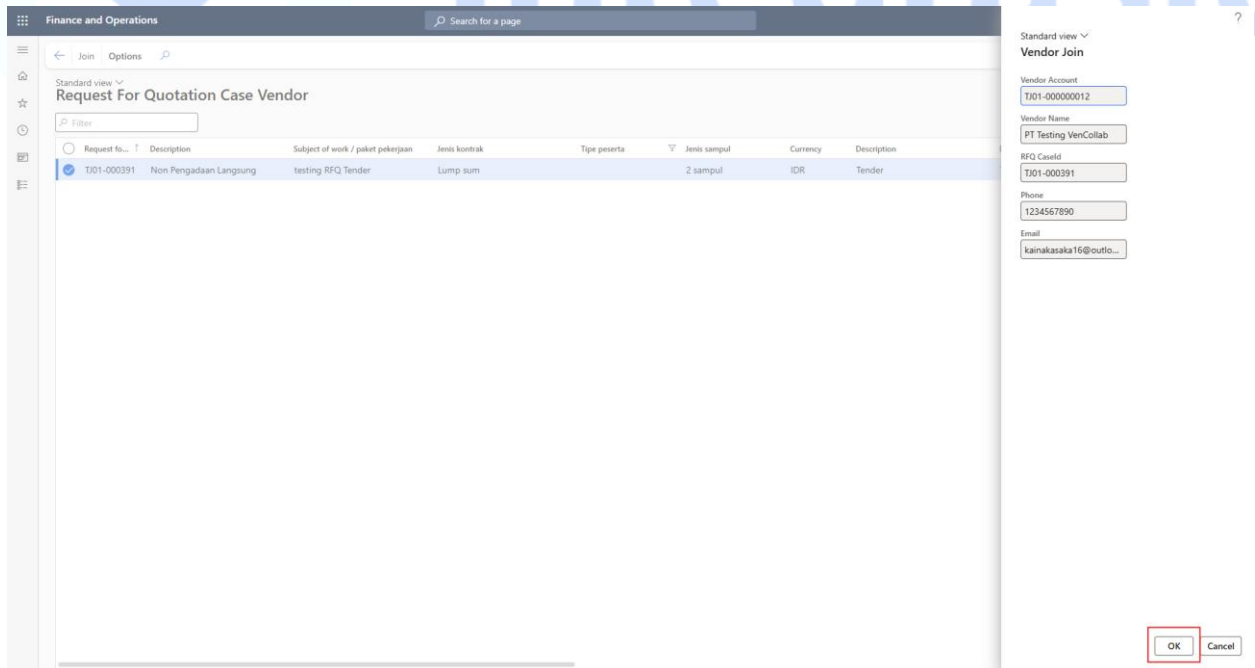 Finance and Operations
Search for a page
?
Join Options
Standard view
Request For Quotation Case Vendor
Filter
Request fo... Description Subject of work / paket pekerjaan Jenis kontrak Tipe peserta Jenis sampul Currency Description
TJ01-000391 Non Pengadaan Langsung testing RFQ Tender Lump sum 2 sampul IDR Tender
Standard view
Vendor Join
Vendor Account
TJ01-000000012
Vendor Name
PT Testing VenCollab
RFQ CaseId
TJ01-000391
Phone
1234567890
Email
kainakasaka16@outlo...
OK Cancel